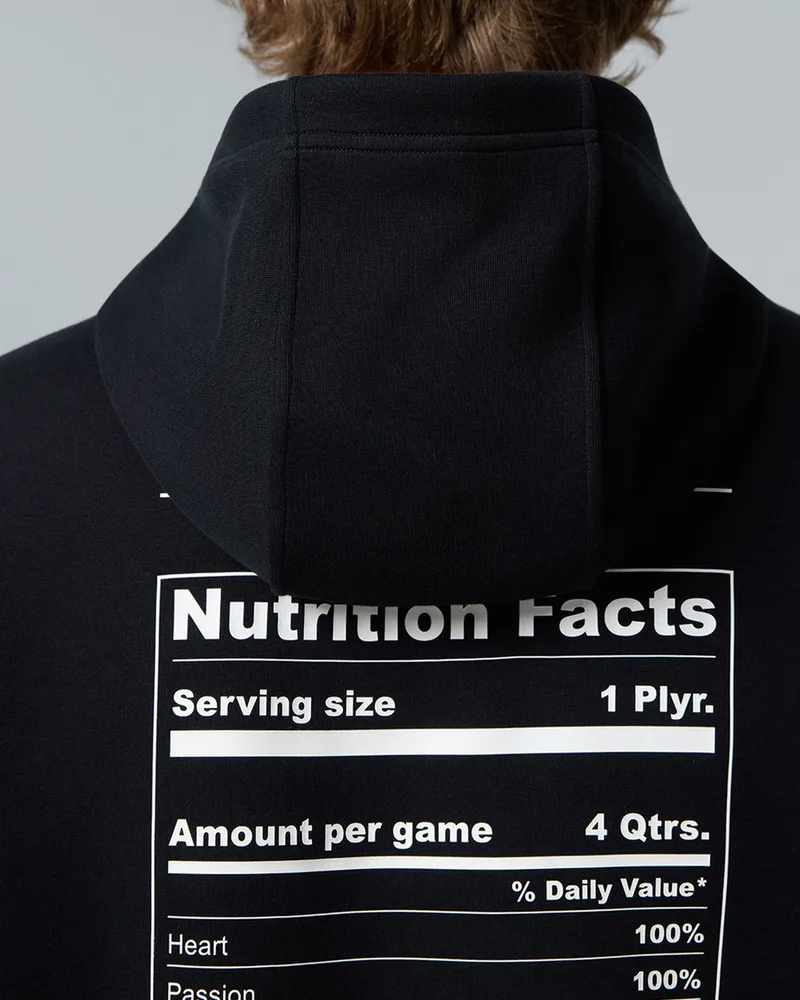 Nutrition Facts
Serving size 1 Plyr.
Amount per game 4 Qtrs.
% Daily Value*
Heart 100%
Passion 100%